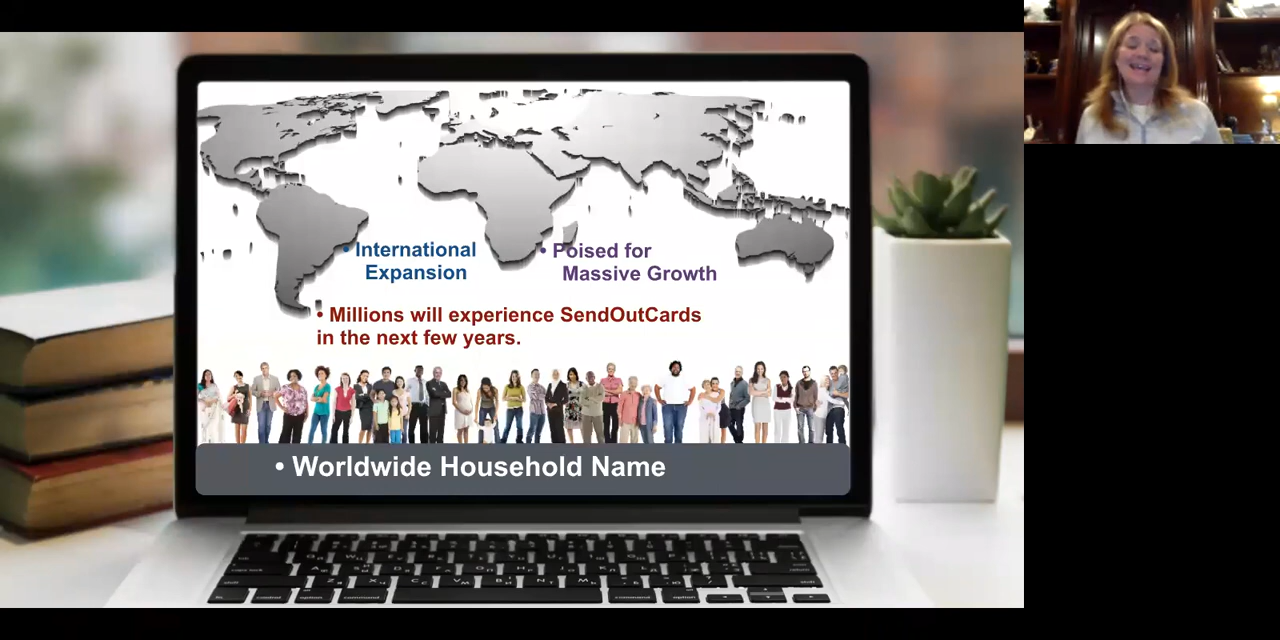 • International
Expansion
• Poised for
Massive Growth
• Millions will experience SendOutCards
in the next few years.
• Worldwide Household Name